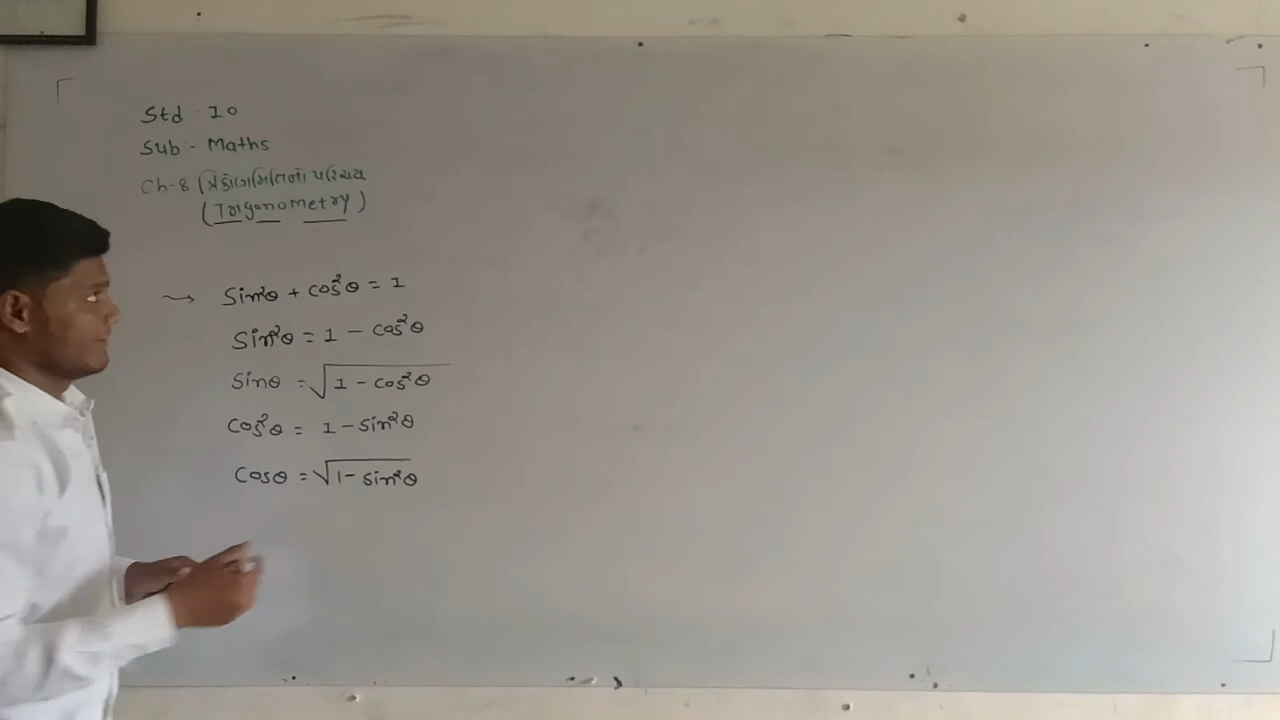 Std - 10
Sub - Maths
Ch-8 ત્રિકોણમિતિનો પરિચય
(Trigonometry)
→ Sin²θ + Cos²θ = 1
Sin²θ = 1 - Cos²θ
Sinθ = √1 - Cos²θ
Cos²θ = 1 - Sin²θ
Cosθ = √1 - Sin²θ